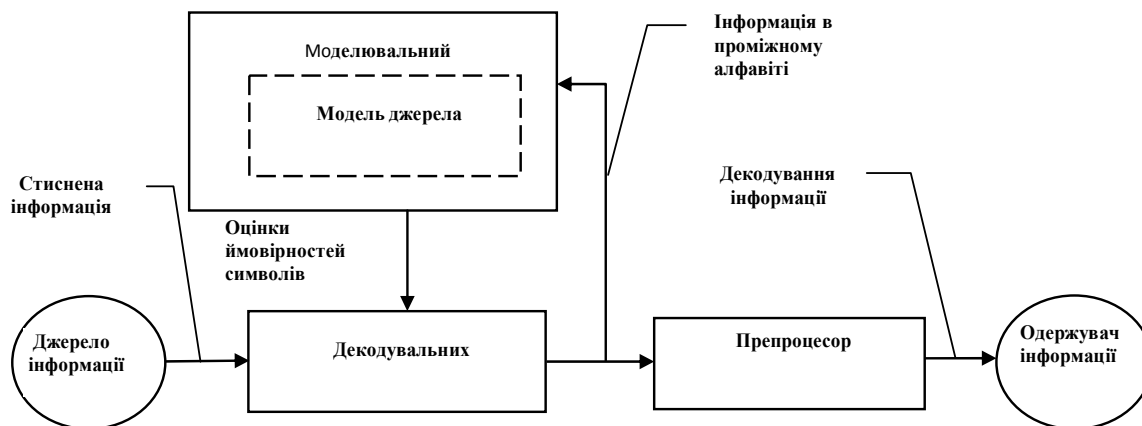 Моделювальний
Модель джерела
Інформація в
проміжному
алфавіті
Стиснена
інформація
Декодування
інформації
Оцінки
ймовірностей
символів
Джерело
інформації
Декодувальних
Препроцесор
Одержувач
інформації